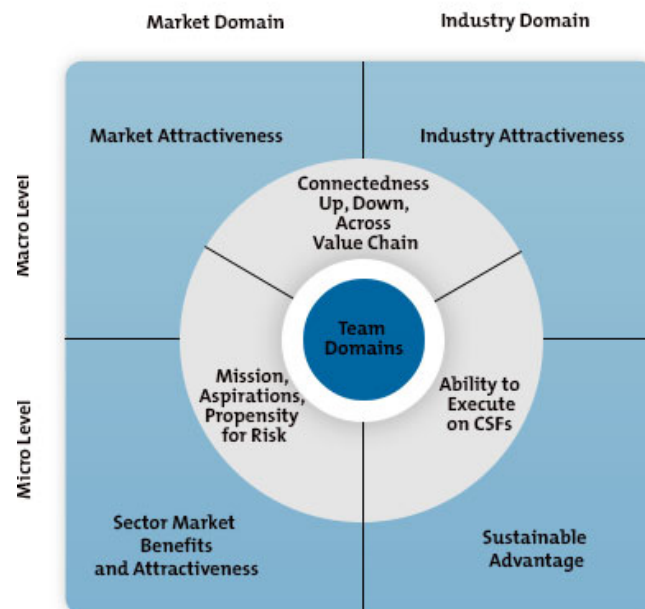 Market Domain
Industry Domain
Macro Level
Market Attractiveness
Industry Attractiveness
Connectedness
Up, Down,
Across
Value Chain
Team
Domains
Mission,
Aspirations,
Propensity
for Risk
Ability to
Execute
on CSFs
Micro Level
Sector Market
Benefits
and Attractiveness
Sustainable
Advantage